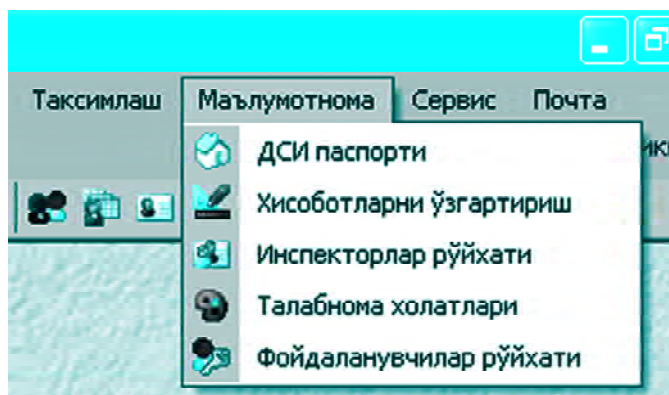 Таксимлаш Маълумотнома Сервис Почта
ДСИ паспорти
Хисоботларни ўзгартириш
Инспекторлар рўйхати
Талабнома холатлари
Фойдаланувчилар рўйхати